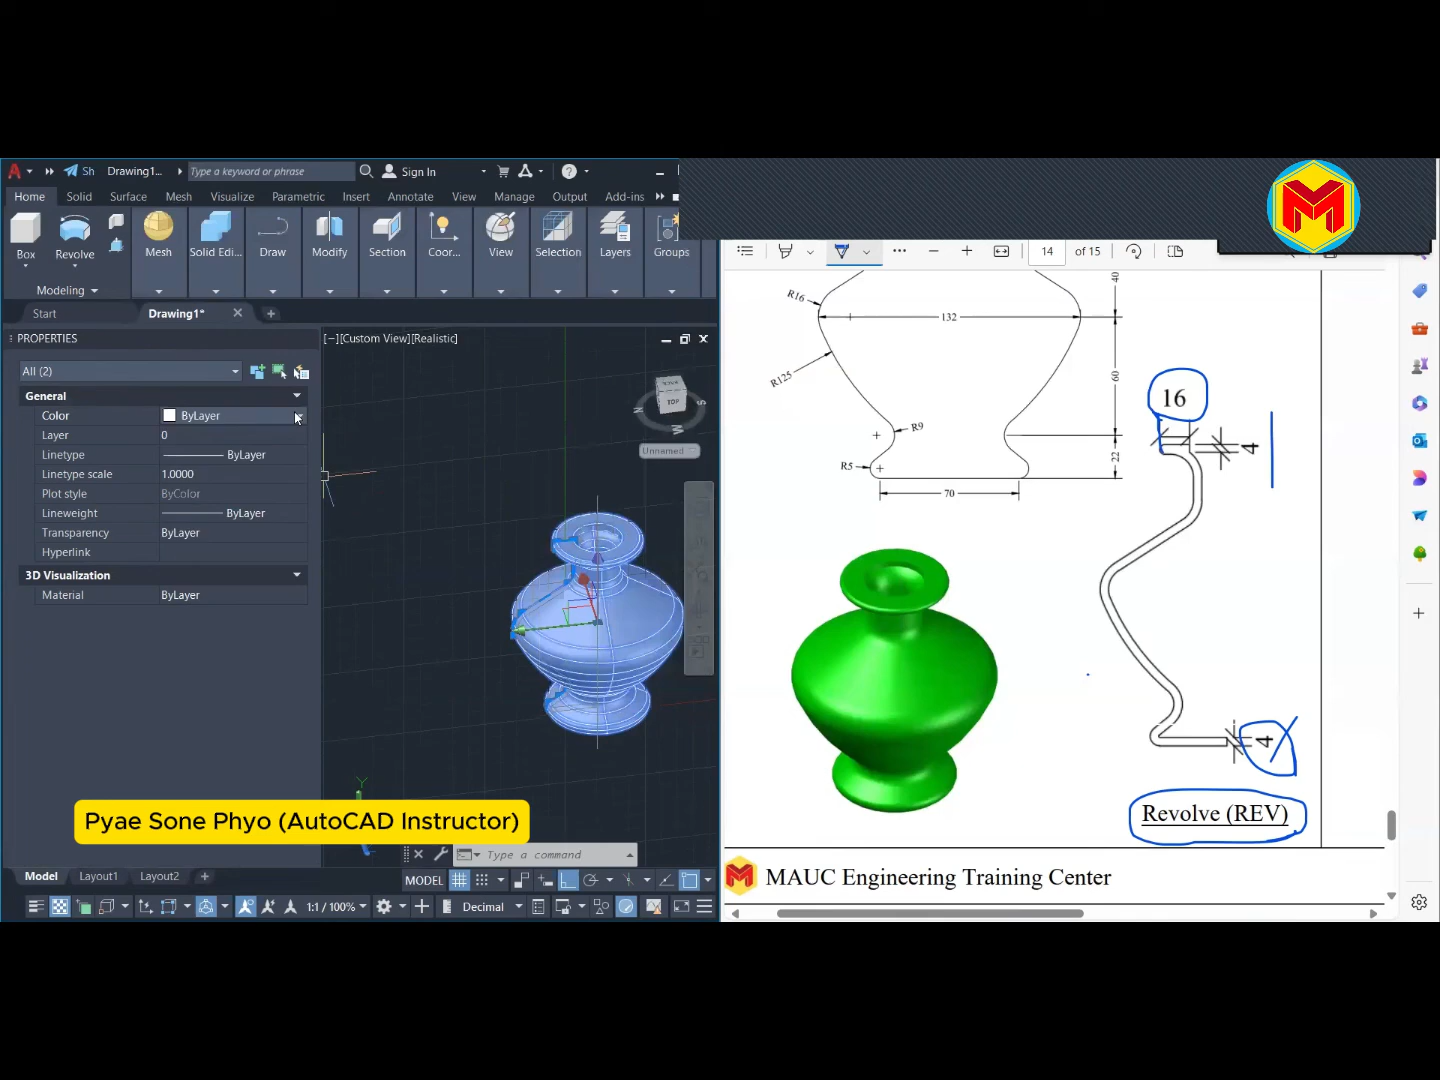 Sh Drawing1... Type a keyword or phrase Sign In
Home Solid Surface Mesh Visualize Parametric Insert Annotate View Manage Output Add-ins
Box Revolve Mesh Solid Edi... Draw Modify Section Coor... View Selection Layers Groups
Modeling
Start Drawing1*
PROPERTIES
All (2)
General
Color ByLayer
Layer 0
Linetype ByLayer
Linetype scale 1.0000
Plot style ByColor
Lineweight ByLayer
Transparency ByLayer
Hyperlink
3D Visualization
Material ByLayer
[−][Custom View][Realistic]
TOP
N
S
W
Unnamed
Y
Pyae Sone Phyo (AutoCAD Instructor)
Type a command
Model Layout1 Layout2
MODEL
1:1 / 100% Decimal
M
14 of 15
R16
132
40
R125
60
R9
R5
22
70
16
4
4
Revolve (REV)
MAUC Engineering Training Center